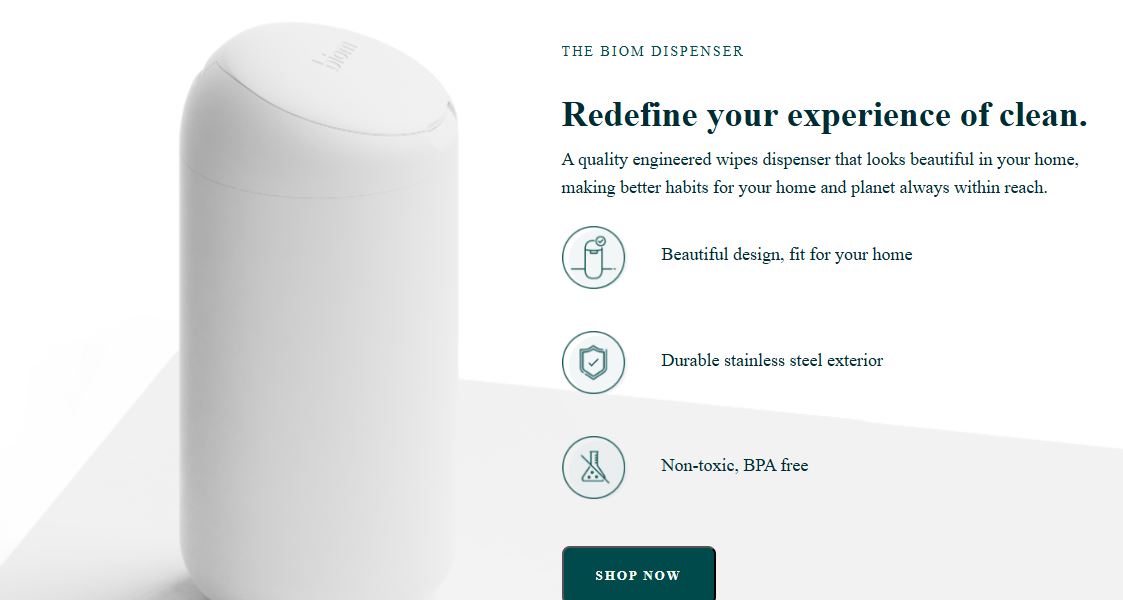 biom
THE BIOM DISPENSER
Redefine your experience of clean.
A quality engineered wipes dispenser that looks beautiful in your home,
making better habits for your home and planet always within reach.
Beautiful design, fit for your home
Durable stainless steel exterior
Non-toxic, BPA free
SHOP NOW